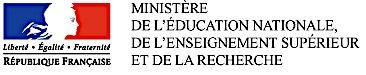 Liberté • Égalité • Fraternité
RÉPUBLIQUE FRANÇAISE
MINISTÈRE
DE L'ÉDUCATION NATIONALE,
DE L'ENSEIGNEMENT SUPÉRIEUR
ET DE LA RECHERCHE